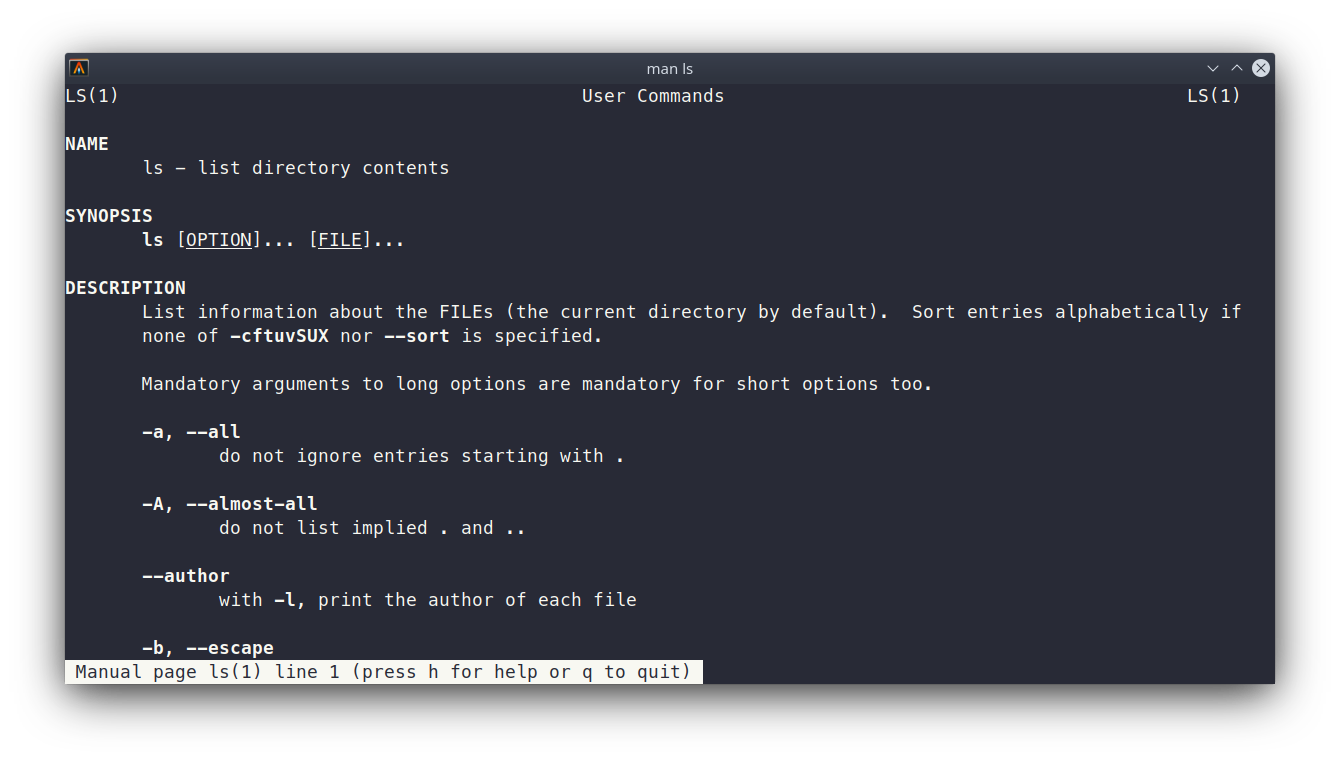 man ls
LS(1) User Commands LS(1)
NAME
ls - list directory contents
SYNOPSIS
ls [OPTION]... [FILE]...
DESCRIPTION
List information about the FILEs (the current directory by default).  Sort entries alphabetically if
none of -cftuvSUX nor --sort is specified.
Mandatory arguments to long options are mandatory for short options too.
-a, --all
do not ignore entries starting with .
-A, --almost-all
do not list implied . and ..
--author
with -l, print the author of each file
-b, --escape
Manual page ls(1) line 1 (press h for help or q to quit)